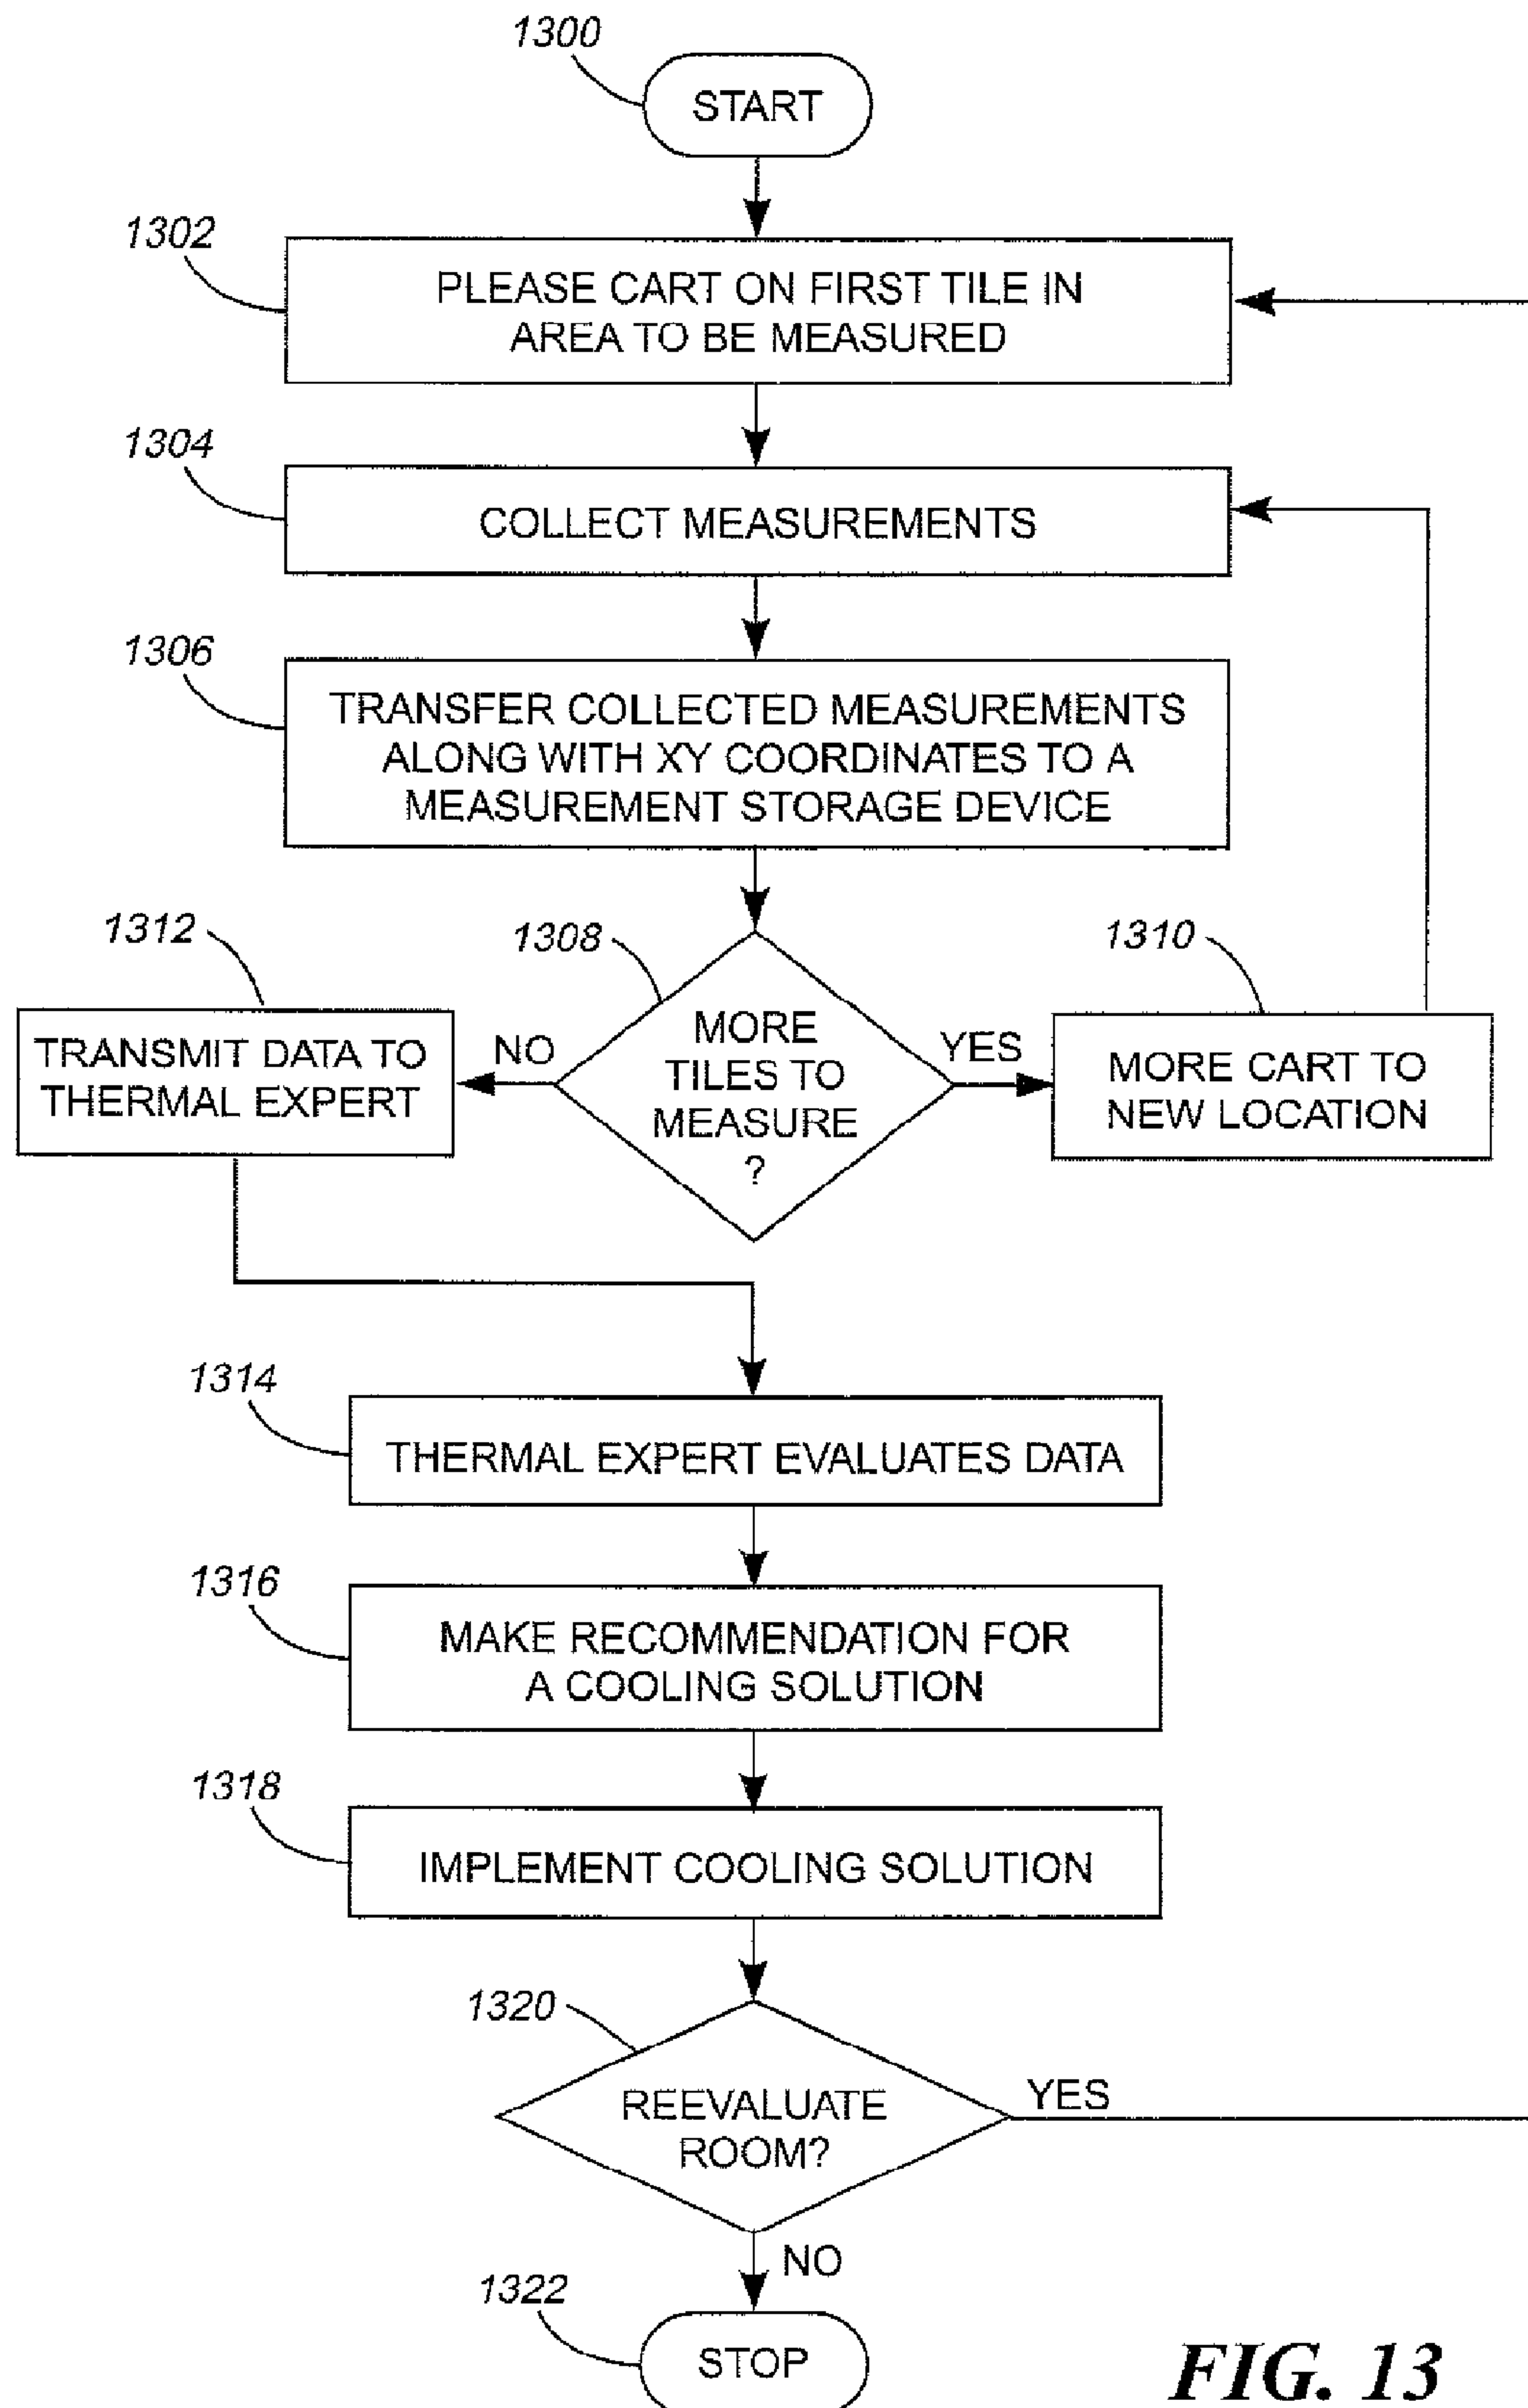 1300
START
1302
PLEASE CART ON FIRST TILE IN
AREA TO BE MEASURED
1304
COLLECT MEASUREMENTS
1306
TRANSFER COLLECTED MEASUREMENTS
ALONG WITH XY COORDINATES TO A
MEASUREMENT STORAGE DEVICE
1312
TRANSMIT DATA TO
THERMAL EXPERT
NO
1308
MORE
TILES TO
MEASURE
?
YES
1310
MORE CART TO
NEW LOCATION
1314
THERMAL EXPERT EVALUATES DATA
1316
MAKE RECOMMENDATION FOR
A COOLING SOLUTION
1318
IMPLEMENT COOLING SOLUTION
1320
REEVALUATE
ROOM?
YES
NO
1322
STOP
FIG. 13